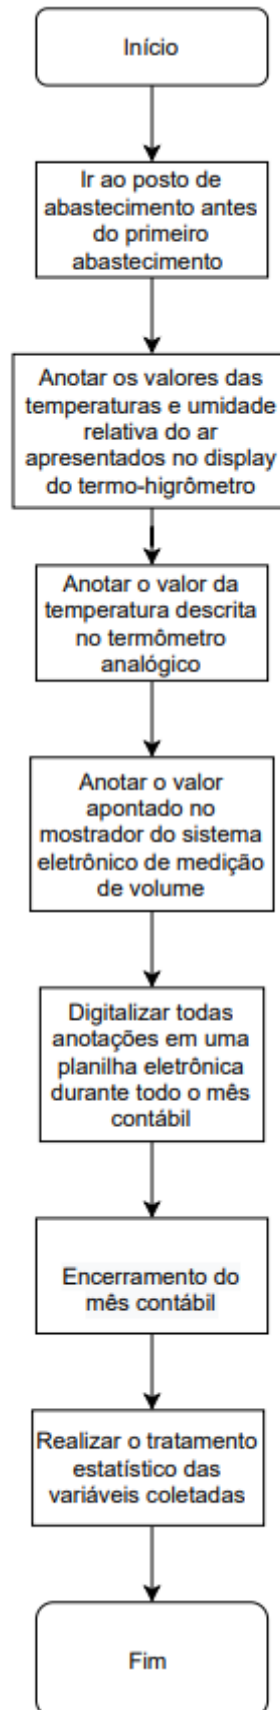 Início
Ir ao posto de
abastecimento antes
do primeiro
abastecimento
Anotar os valores das
temperaturas e umidade
relativa do ar
apresentados no display
do termo-higrômetro
Anotar o valor da
temperatura descrita
no termômetro
analógico
Anotar o valor
apontado no
mostrador do sistema
eletrônico de medição
de volume
Digitalizar todas
anotações em uma
planilha eletrônica
durante todo o mês
contábil
Encerramento do
mês contábil
Realizar o tratamento
estatístico das
variáveis coletadas
Fim